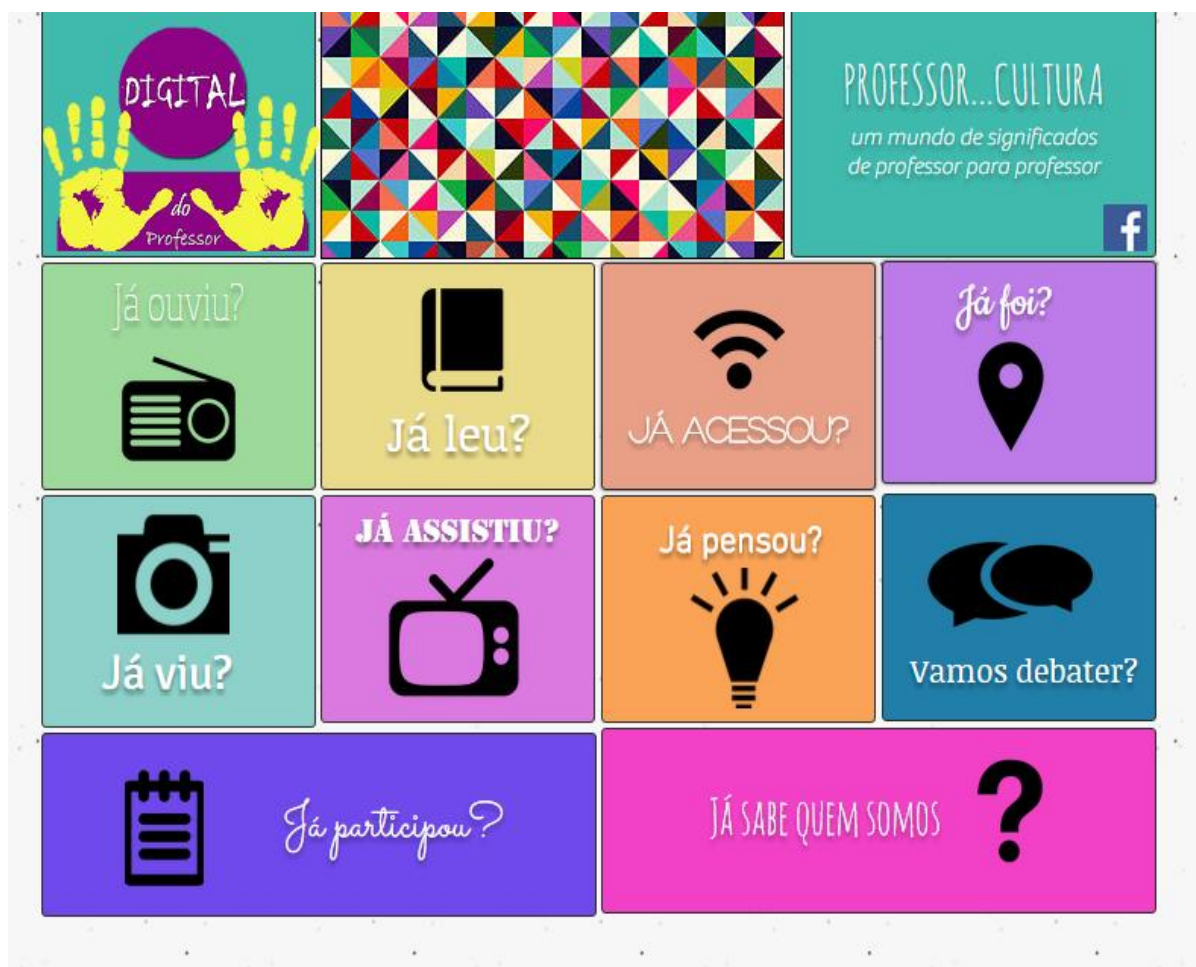 DIGITAL
do
Professor
PROFESSOR...CULTURA
um mundo de significados
de professor para professor
f
Já ouviu?
Já leu?
JÁ ACESSOU?
Já foi?
Já viu?
JÁ ASSISTIU?
Já pensou?
Vamos debater?
Já participou?
JÁ SABE QUEM SOMOS
?